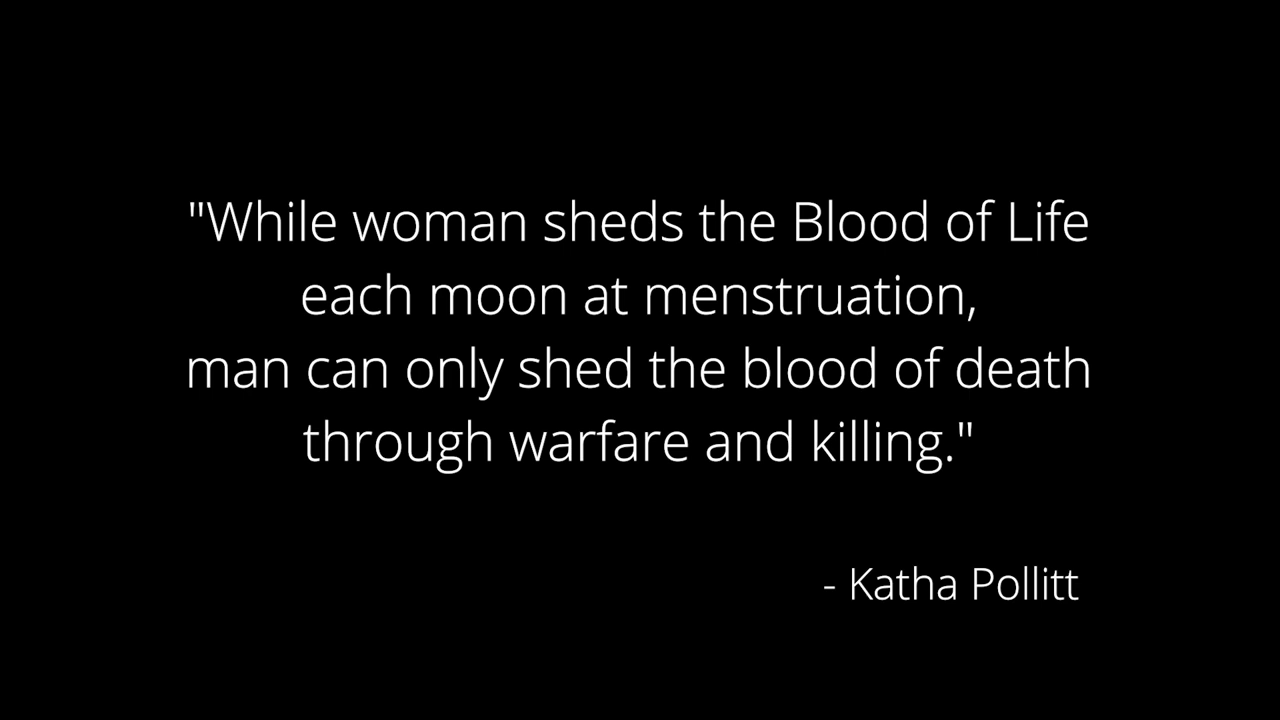 "While woman sheds the Blood of Life
each moon at menstruation,
man can only shed the blood of death
through warfare and killing."
- Katha Pollitt